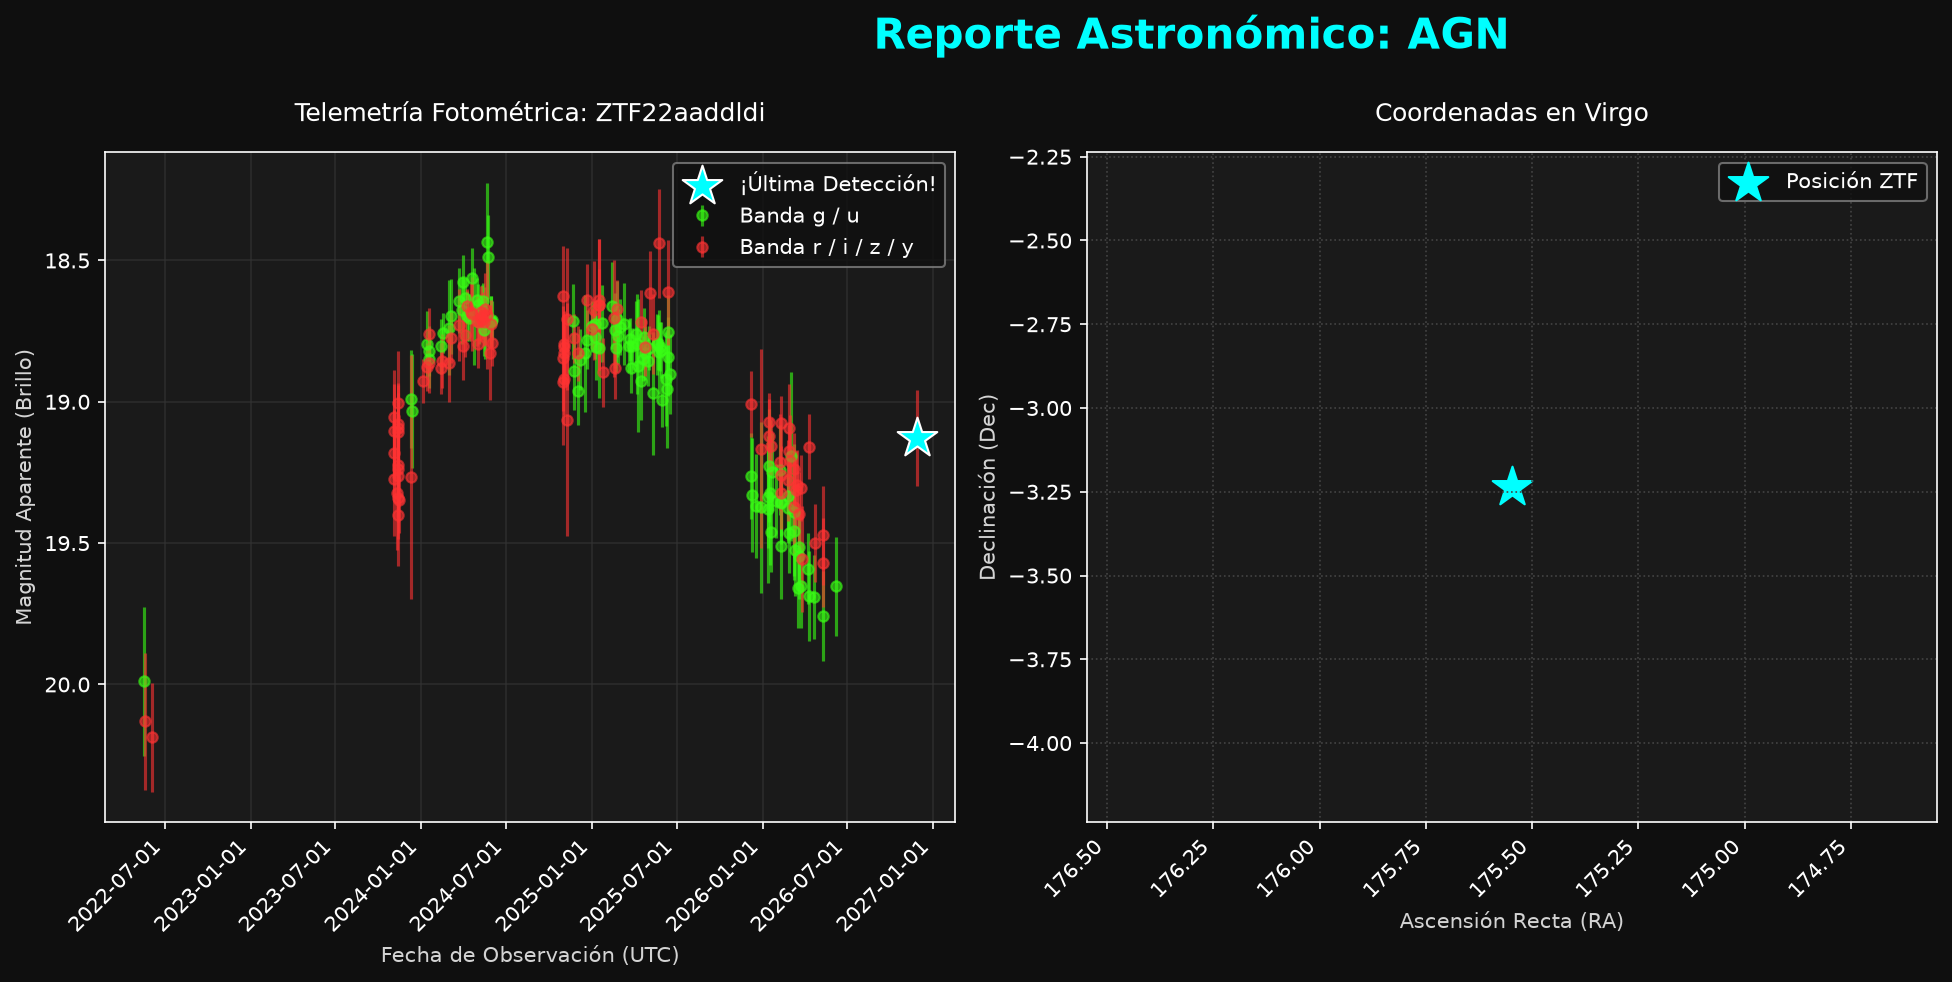 Reporte Astronómico: AGN
Telemetría Fotométrica: ZTF22aaddldi
Magnitud Aparente (Brillo)
18.5
19.0
19.5
20.0
¡Última Detección!
Banda g / u
Banda r / i / z / y
2022-07-01
2023-01-01
2023-07-01
2024-01-01
2024-07-01
2025-01-01
2025-07-01
2026-01-01
2026-07-01
2027-01-01
Fecha de Observación (UTC)
Coordenadas en Virgo
Declinación (Dec)
−2.25
−2.50
−2.75
−3.00
−3.25
−3.50
−3.75
−4.00
Posición ZTF
176.50
176.25
176.00
175.75
175.50
175.25
175.00
174.75
Ascensión Recta (RA)